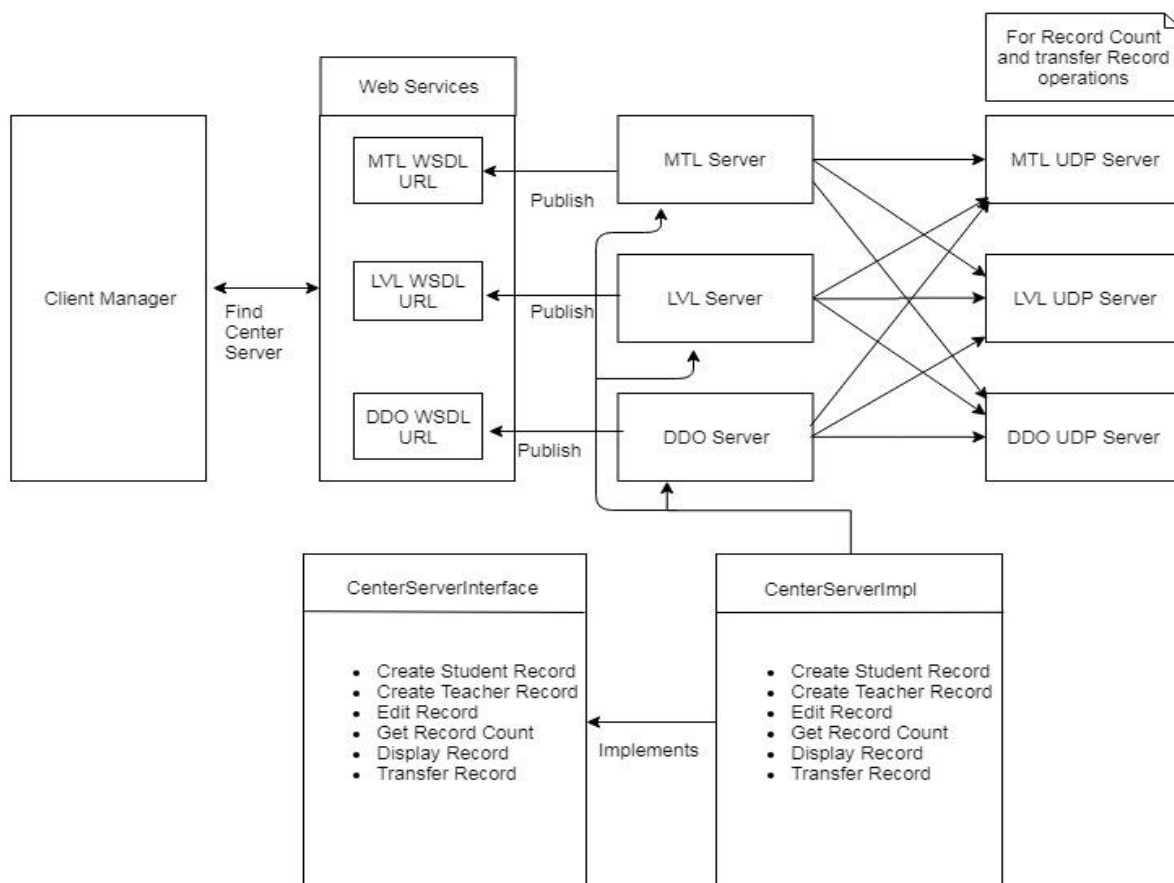 For Record Count
and transfer Record
operations
Web Services
Client Manager
Find
Center
Server
MTL WSDL
URL
LVL WSDL
URL
DDO WSDL
URL
Publish
Publish
Publish
MTL Server
LVL Server
DDO Server
MTL UDP Server
LVL UDP Server
DDO UDP Server
CenterServerInterface
• Create Student Record
• Create Teacher Record
• Edit Record
• Get Record Count
• Display Record
• Transfer Record
Implements
CenterServerImpl
• Create Student Record
• Create Teacher Record
• Edit Record
• Get Record Count
• Display Record
• Transfer Record